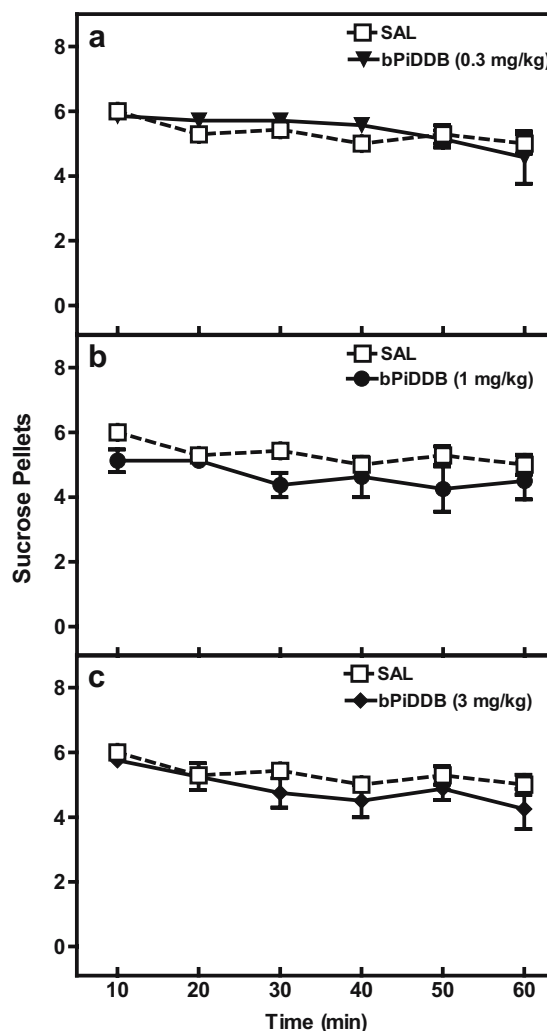 a
SAL
bPiDDB (0.3 mg/kg)
8
6
4
2
0
b
SAL
bPiDDB (1 mg/kg)
8
6
4
2
0
Sucrose Pellets
c
SAL
bPiDDB (3 mg/kg)
8
6
4
2
0
10 20 30 40 50 60
Time (min)